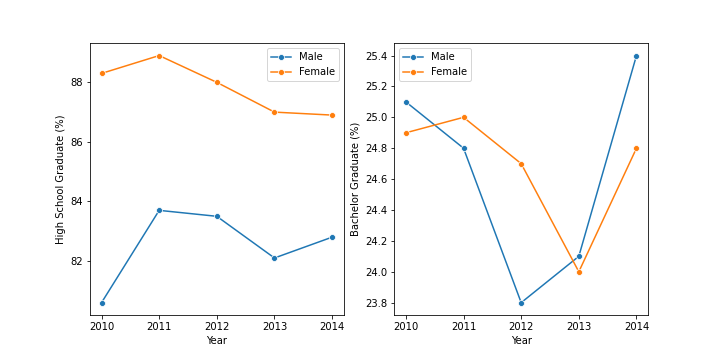 High School Graduate (%)
88
86
84
82
2010
2011
2012
2013
2014
Year
Male
Female
Bachelor Graduate (%)
25.4
25.2
25.0
24.8
24.6
24.4
24.2
24.0
23.8
2010
2011
2012
2013
2014
Year
Male
Female